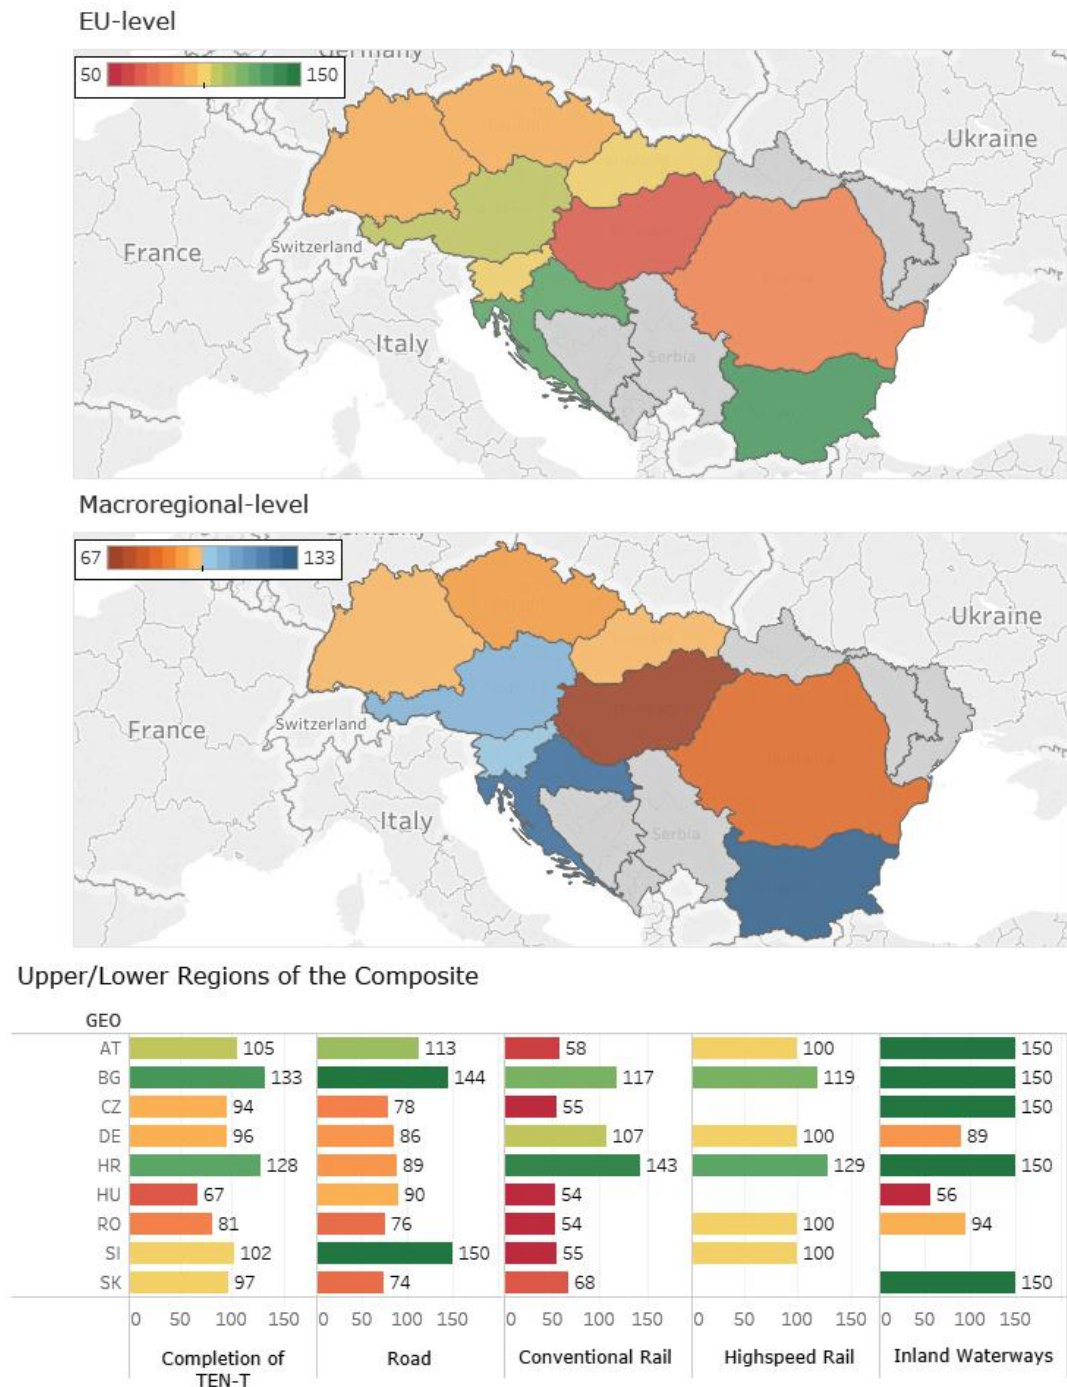 EU-level
50 150
Germany
Ukraine
France
Switzerland
Italy
Serbia
Macroregional-level
67 133
Ukraine
France
Switzerland
Italy
Serbia
Upper/Lower Regions of the Composite
GEO
AT 105 113 58 100 150
BG 133 144 117 119 150
CZ 94 78 55 150
DE 96 86 107 100 89
HR 128 89 143 129 150
HU 67 90 54 56
RO 81 76 54 100 94
SI 102 150 55 100
SK 97 74 68 150
0 50 100 150 0 50 100 150 0 50 100 150 0 50 100 150 0 50 100 150
Completion of Road Conventional Rail Highspeed Rail Inland Waterways
TEN-T